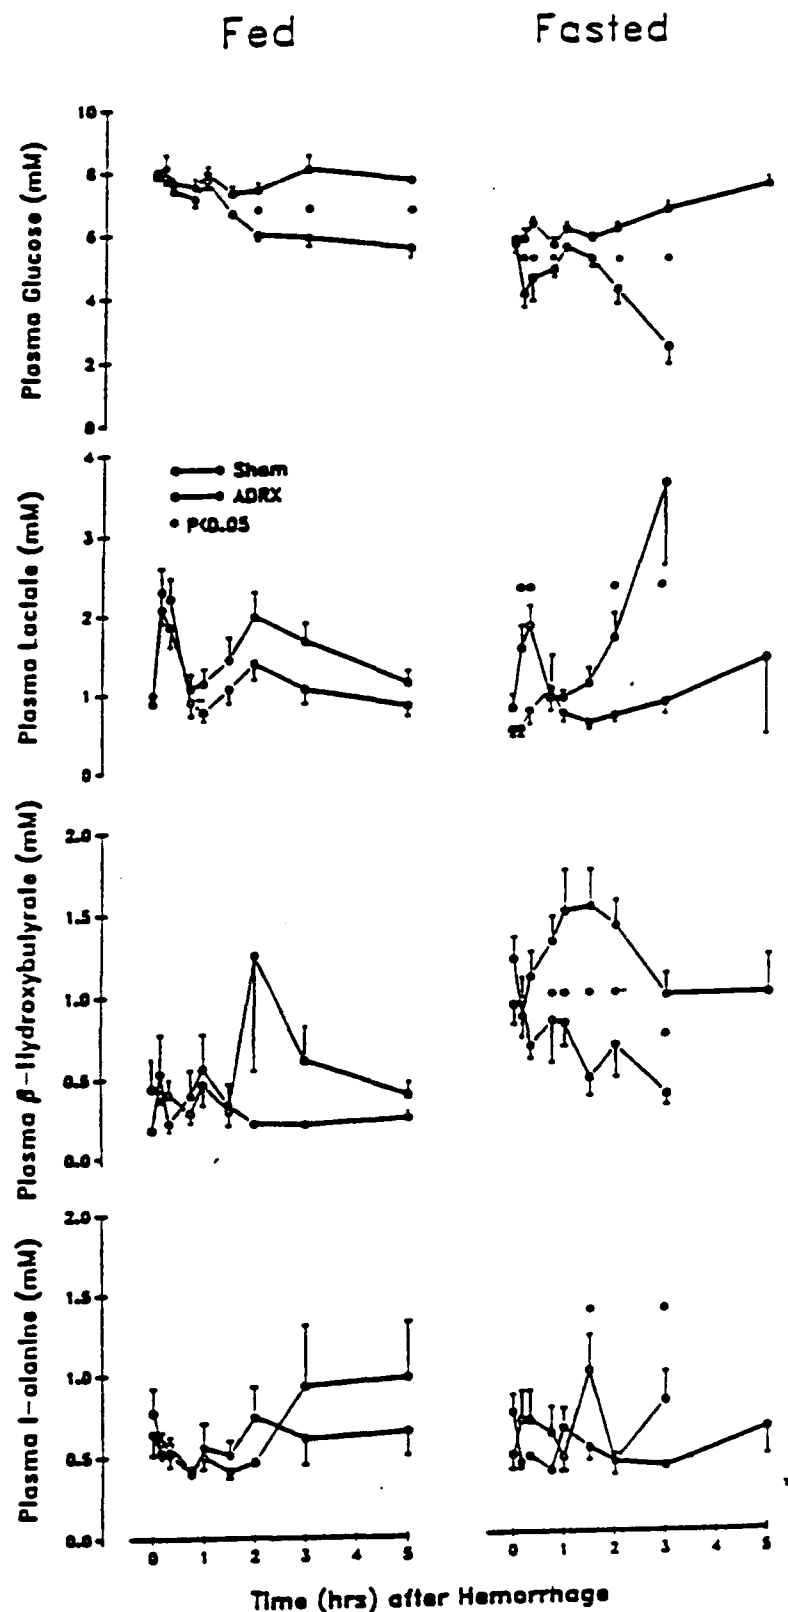 Fed
Fasted
Plasma Glucose (mM)
10
8
6
4
2
0
Plasma Lactate (mM)
4
3
2
1
0
Sham
ADRX
P<0.05
Plasma β-Hydroxybutyrate (mM)
2.0
1.5
1.0
0.5
0.0
Plasma l-alanine (mM)
2.0
1.5
1.0
0.5
0.0
0 1 2 3 5
0 1 2 3 5
Time (hrs) after Hemorrhage